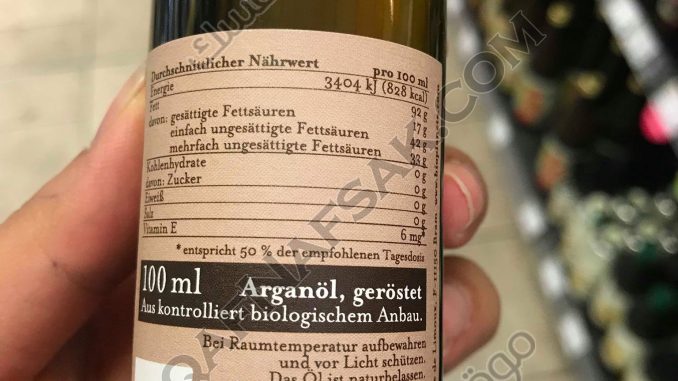 Durchschnittlicher Nährwert pro 100 ml
Energie 3404 kJ (828 kcal)
Fett 92 g
davon: gesättigte Fettsäuren 17 g
einfach ungesättigte Fettsäuren 42 g
mehrfach ungesättigte Fettsäuren 33 g
Kohlenhydrate 0 g
davon: Zucker 0 g
Eiweiß 0 g
Salz 0 g
Vitamin E 6 mg*
*entspricht 50 % der empfohlenen Tagesdosis
100 ml Arganöl, geröstet
Aus kontrolliert biologischem Anbau.
Bei Raumtemperatur aufbewahren
und vor Licht schützen.
Das Öl ist naturbelassen.